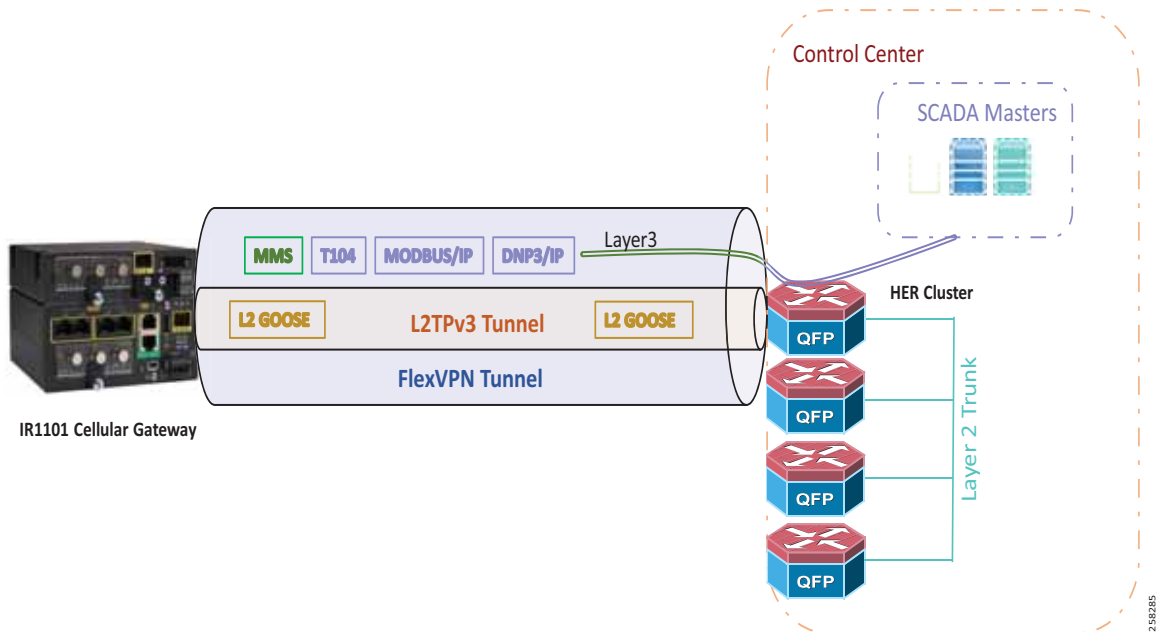 Control Center
SCADA Masters
Layer3
MMS
T104
MODBUS/IP
DNP3/IP
HER Cluster
L2 GOOSE
L2TPv3 Tunnel
L2 GOOSE
QFP
FlexVPN Tunnel
QFP
IR1101 Cellular Gateway
Layer 2 Trunk
QFP
QFP
258285